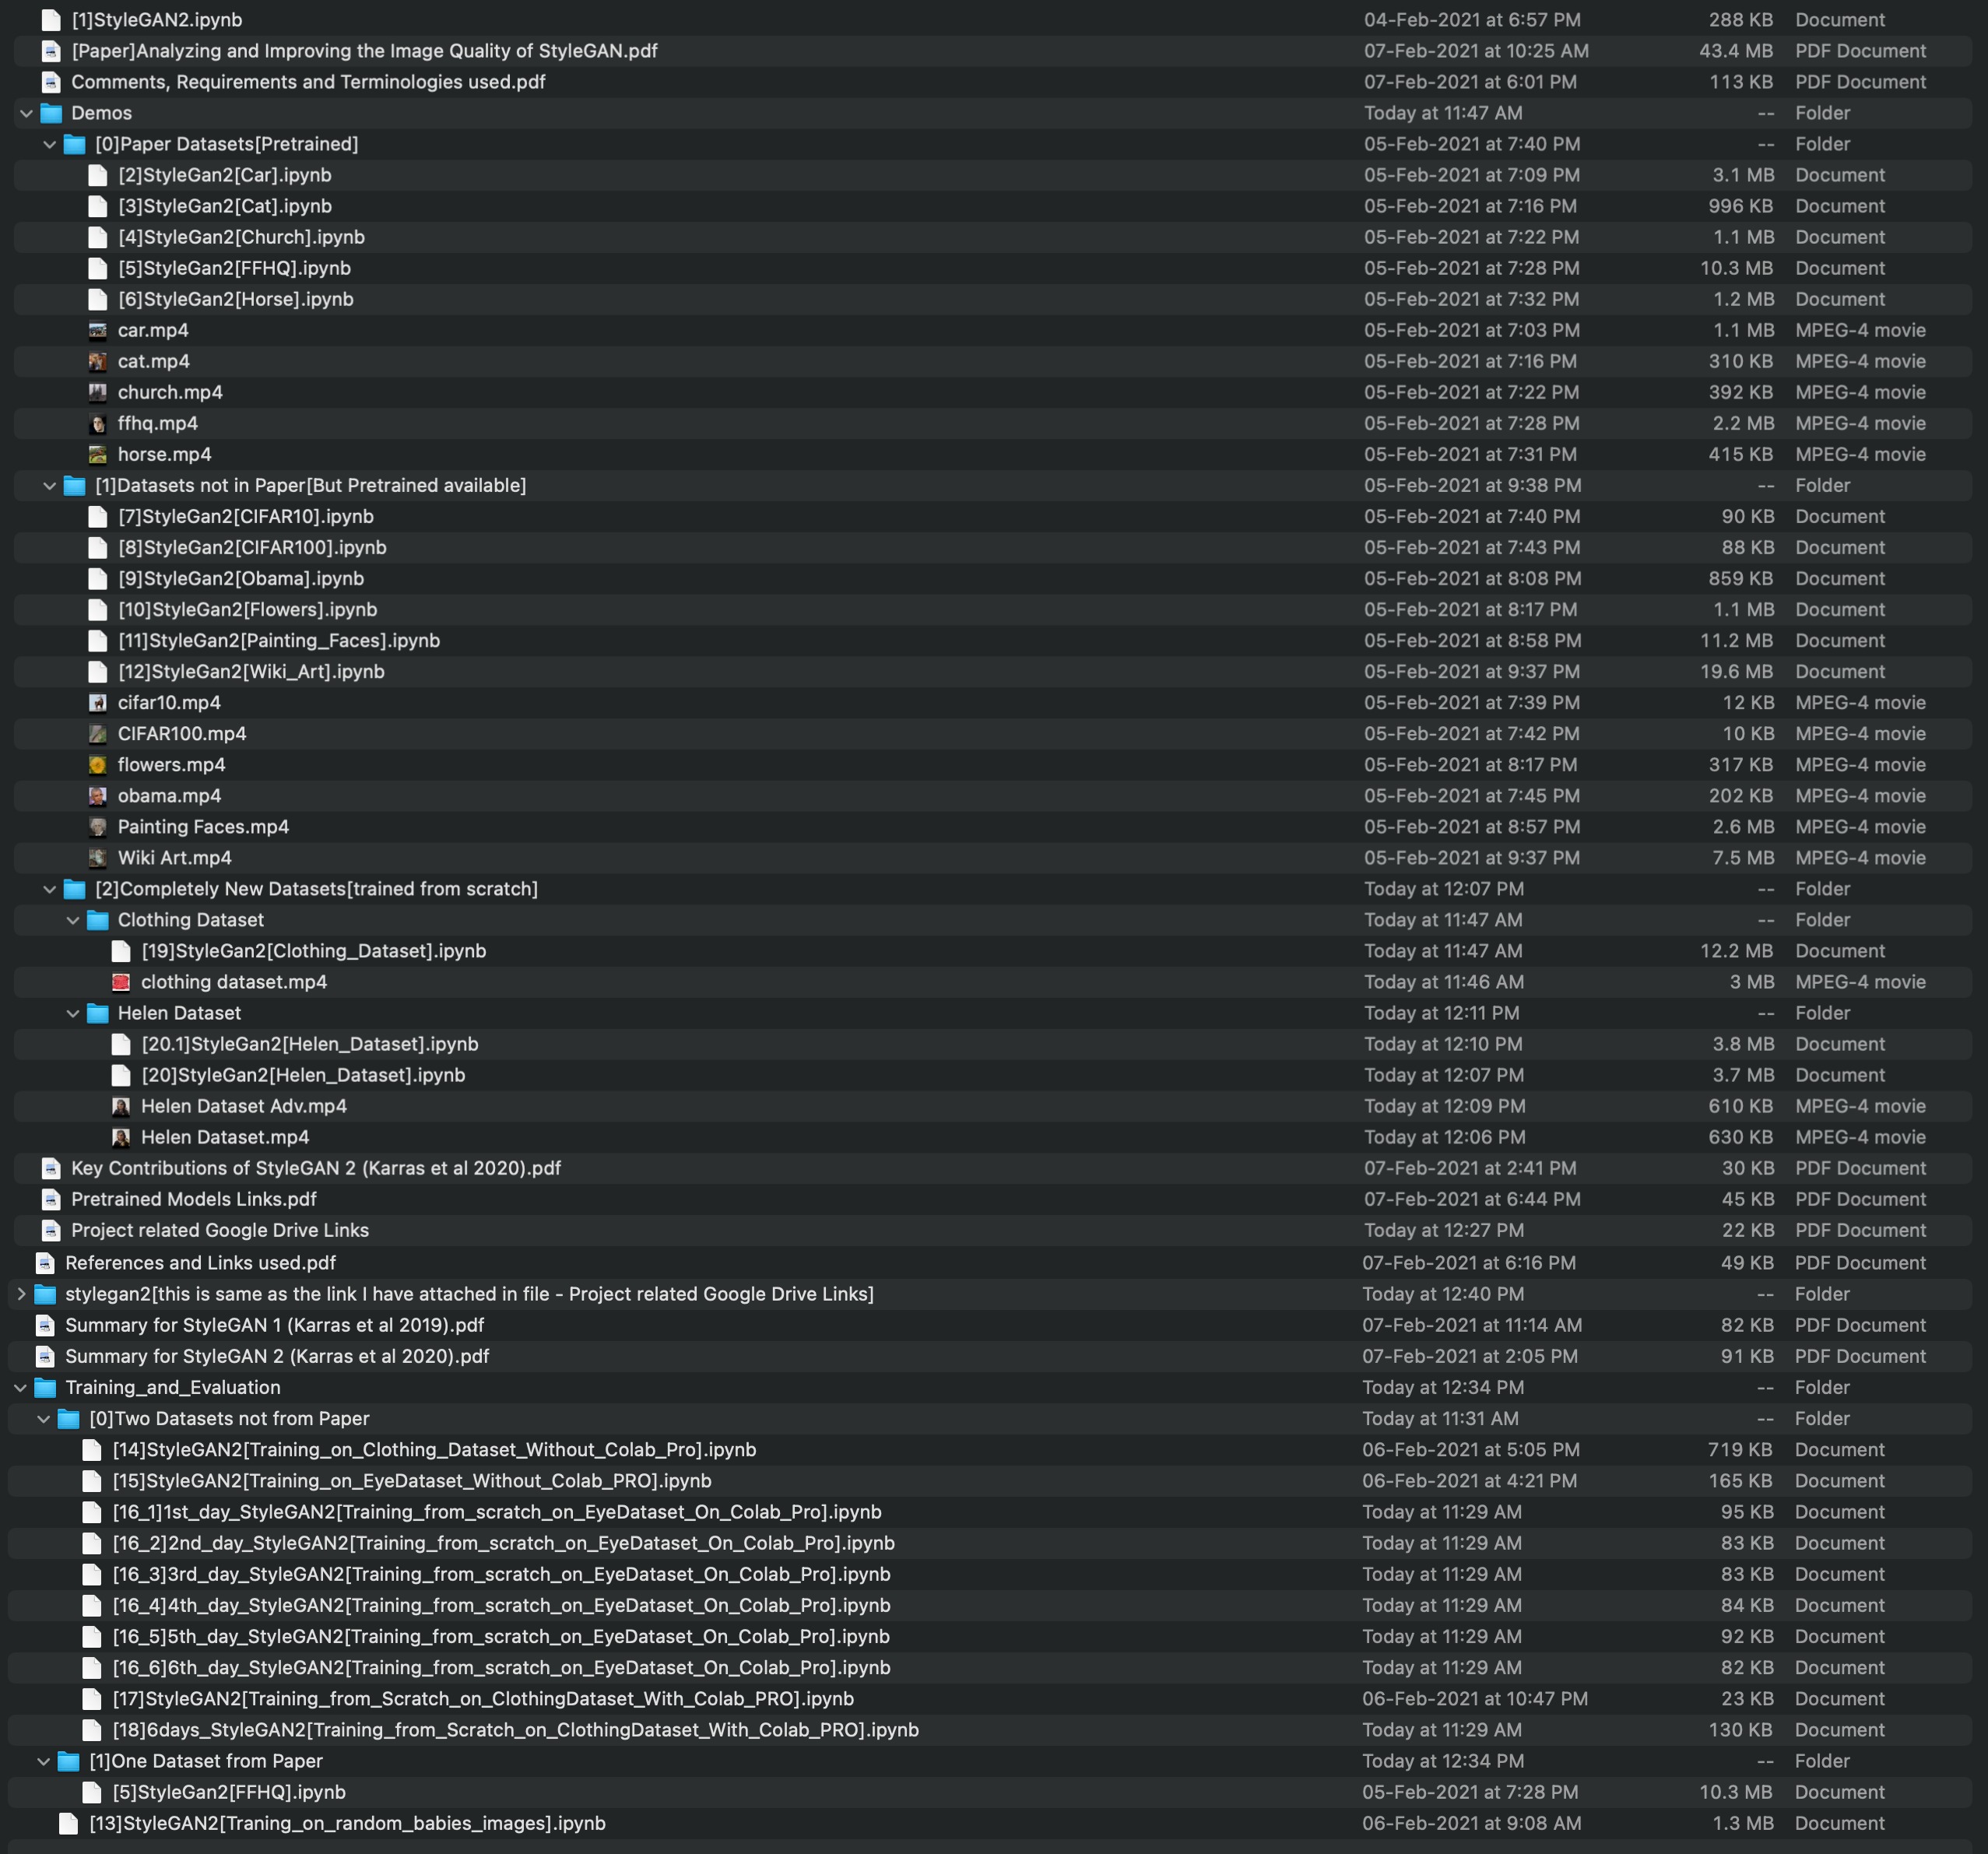 [1]StyleGAN2.ipynb 04-Feb-2021 at 6:57 PM 288 KB Document
[Paper]Analyzing and Improving the Image Quality of StyleGAN.pdf 07-Feb-2021 at 10:25 AM 43.4 MB PDF Document
Comments, Requirements and Terminologies used.pdf 07-Feb-2021 at 6:01 PM 113 KB PDF Document
Demos Today at 11:47 AM -- Folder
[0]Paper Datasets[Pretrained] 05-Feb-2021 at 7:40 PM -- Folder
[2]StyleGan2[Car].ipynb 05-Feb-2021 at 7:09 PM 3.1 MB Document
[3]StyleGan2[Cat].ipynb 05-Feb-2021 at 7:16 PM 996 KB Document
[4]StyleGan2[Church].ipynb 05-Feb-2021 at 7:22 PM 1.1 MB Document
[5]StyleGan2[FFHQ].ipynb 05-Feb-2021 at 7:28 PM 10.3 MB Document
[6]StyleGan2[Horse].ipynb 05-Feb-2021 at 7:32 PM 1.2 MB Document
car.mp4 05-Feb-2021 at 7:03 PM 1.1 MB MPEG-4 movie
cat.mp4 05-Feb-2021 at 7:16 PM 310 KB MPEG-4 movie
church.mp4 05-Feb-2021 at 7:22 PM 392 KB MPEG-4 movie
ffhq.mp4 05-Feb-2021 at 7:28 PM 2.2 MB MPEG-4 movie
horse.mp4 05-Feb-2021 at 7:31 PM 415 KB MPEG-4 movie
[1]Datasets not in Paper[But Pretrained available] 05-Feb-2021 at 9:38 PM -- Folder
[7]StyleGan2[CIFAR10].ipynb 05-Feb-2021 at 7:40 PM 90 KB Document
[8]StyleGan2[CIFAR100].ipynb 05-Feb-2021 at 7:43 PM 88 KB Document
[9]StyleGan2[Obama].ipynb 05-Feb-2021 at 8:08 PM 859 KB Document
[10]StyleGan2[Flowers].ipynb 05-Feb-2021 at 8:17 PM 1.1 MB Document
[11]StyleGan2[Painting_Faces].ipynb 05-Feb-2021 at 8:58 PM 11.2 MB Document
[12]StyleGan2[Wiki_Art].ipynb 05-Feb-2021 at 9:37 PM 19.6 MB Document
cifar10.mp4 05-Feb-2021 at 7:39 PM 12 KB MPEG-4 movie
CIFAR100.mp4 05-Feb-2021 at 7:42 PM 10 KB MPEG-4 movie
flowers.mp4 05-Feb-2021 at 8:17 PM 317 KB MPEG-4 movie
obama.mp4 05-Feb-2021 at 7:45 PM 202 KB MPEG-4 movie
Painting Faces.mp4 05-Feb-2021 at 8:57 PM 2.6 MB MPEG-4 movie
Wiki Art.mp4 05-Feb-2021 at 9:37 PM 7.5 MB MPEG-4 movie
[2]Completely New Datasets[trained from scratch] Today at 12:07 PM -- Folder
Clothing Dataset Today at 11:47 AM -- Folder
[19]StyleGan2[Clothing_Dataset].ipynb Today at 11:47 AM 12.2 MB Document
clothing dataset.mp4 Today at 11:46 AM 3 MB MPEG-4 movie
Helen Dataset Today at 12:11 PM -- Folder
[20.1]StyleGan2[Helen_Dataset].ipynb Today at 12:10 PM 3.8 MB Document
[20]StyleGan2[Helen_Dataset].ipynb Today at 12:07 PM 3.7 MB Document
Helen Dataset Adv.mp4 Today at 12:09 PM 610 KB MPEG-4 movie
Helen Dataset.mp4 Today at 12:06 PM 630 KB MPEG-4 movie
Key Contributions of StyleGAN 2 (Karras et al 2020).pdf 07-Feb-2021 at 2:41 PM 30 KB PDF Document
Pretrained Models Links.pdf 07-Feb-2021 at 6:44 PM 45 KB PDF Document
Project related Google Drive Links Today at 12:27 PM 22 KB PDF Document
References and Links used.pdf 07-Feb-2021 at 6:16 PM 49 KB PDF Document
stylegan2[this is same as the link I have attached in file - Project related Google Drive Links] Today at 12:40 PM -- Folder
Summary for StyleGAN 1 (Karras et al 2019).pdf 07-Feb-2021 at 11:14 AM 82 KB PDF Document
Summary for StyleGAN 2 (Karras et al 2020).pdf 07-Feb-2021 at 2:05 PM 91 KB PDF Document
Training_and_Evaluation Today at 12:34 PM -- Folder
[0]Two Datasets not from Paper Today at 11:31 AM -- Folder
[14]StyleGAN2[Training_on_Clothing_Dataset_Without_Colab_Pro].ipynb 06-Feb-2021 at 5:05 PM 719 KB Document
[15]StyleGAN2[Training_on_EyeDataset_Without_Colab_PRO].ipynb 06-Feb-2021 at 4:21 PM 165 KB Document
[16_1]1st_day_StyleGAN2[Training_from_scratch_on_EyeDataset_On_Colab_Pro].ipynb Today at 11:29 AM 95 KB Document
[16_2]2nd_day_StyleGAN2[Training_from_scratch_on_EyeDataset_On_Colab_Pro].ipynb Today at 11:29 AM 83 KB Document
[16_3]3rd_day_StyleGAN2[Training_from_scratch_on_EyeDataset_On_Colab_Pro].ipynb Today at 11:29 AM 83 KB Document
[16_4]4th_day_StyleGAN2[Training_from_scratch_on_EyeDataset_On_Colab_Pro].ipynb Today at 11:29 AM 84 KB Document
[16_5]5th_day_StyleGAN2[Training_from_scratch_on_EyeDataset_On_Colab_Pro].ipynb Today at 11:29 AM 92 KB Document
[16_6]6th_day_StyleGAN2[Training_from_scratch_on_EyeDataset_On_Colab_Pro].ipynb Today at 11:29 AM 82 KB Document
[17]StyleGAN2[Training_from_Scratch_on_ClothingDataset_With_Colab_PRO].ipynb 06-Feb-2021 at 10:47 PM 23 KB Document
[18]6days_StyleGAN2[Training_from_Scratch_on_ClothingDataset_With_Colab_PRO].ipynb Today at 11:29 AM 130 KB Document
[1]One Dataset from Paper Today at 12:34 PM -- Folder
[5]StyleGan2[FFHQ].ipynb 05-Feb-2021 at 7:28 PM 10.3 MB Document
[13]StyleGAN2[Traning_on_random_babies_images].ipynb 06-Feb-2021 at 9:08 AM 1.3 MB Document